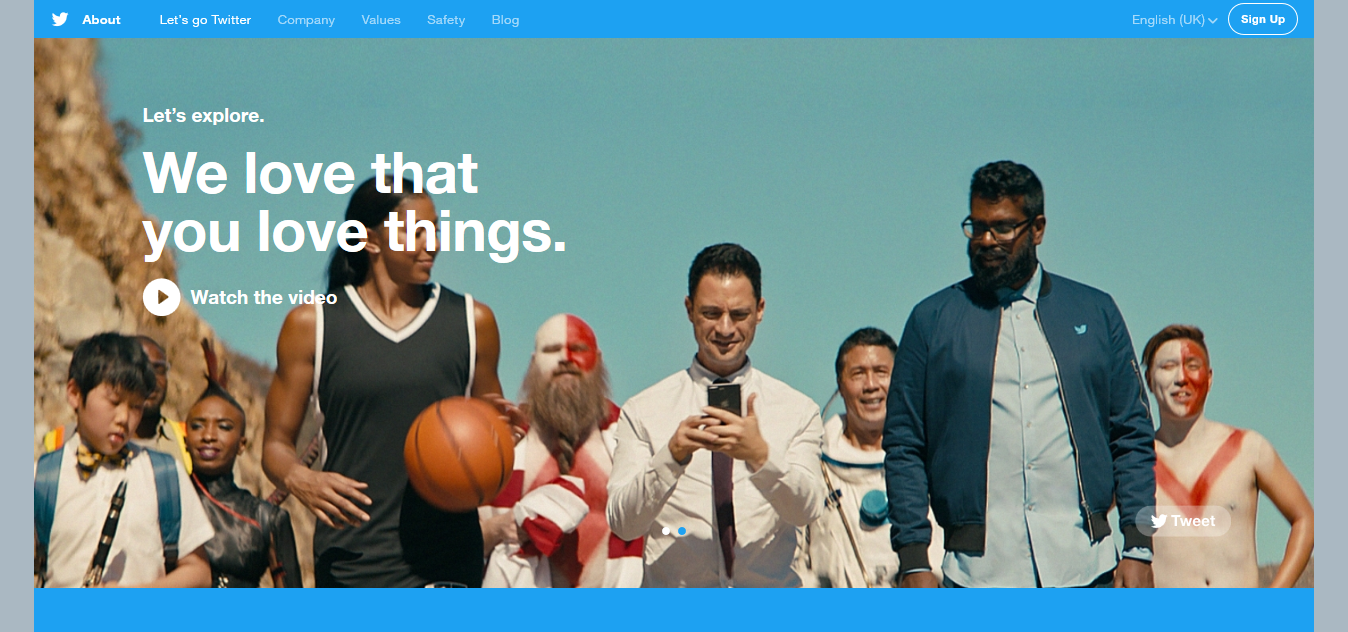 About
Let's go Twitter
Company
Values
Safety
Blog
English (UK)
Sign Up
Let’s explore.
We love that
you love things.
Watch the video
Tweet